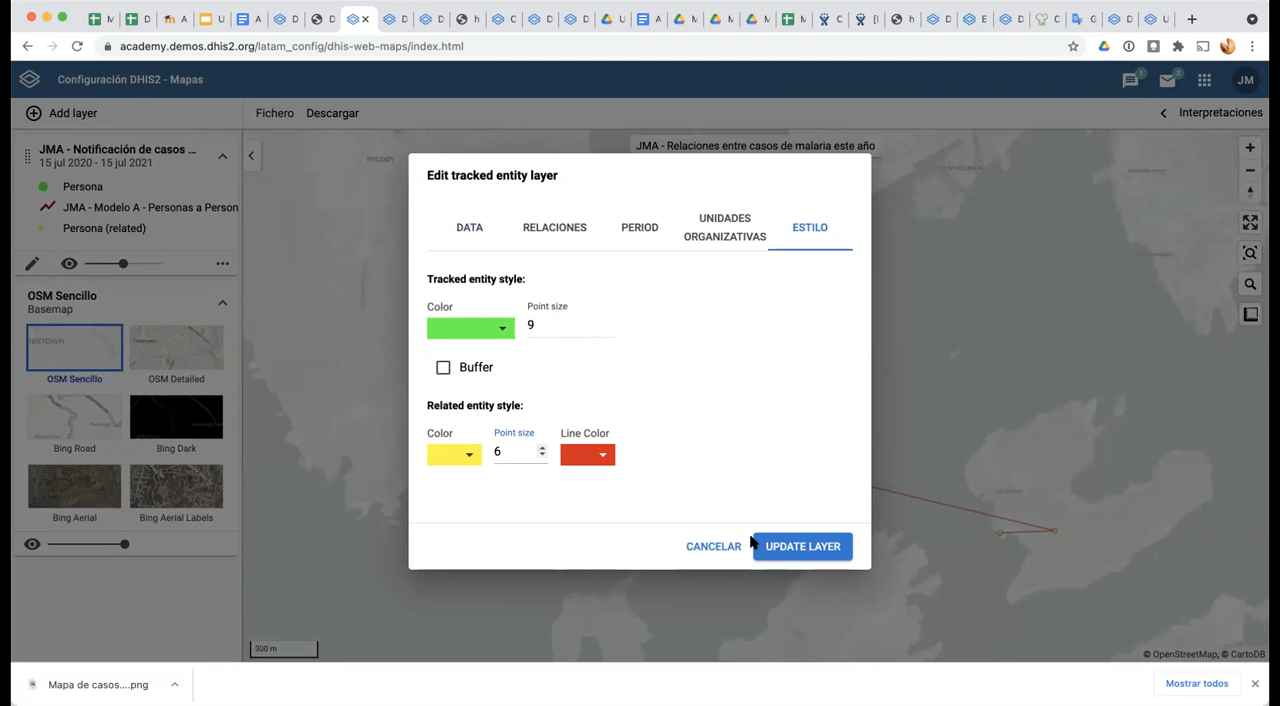 academy.demos.dhis2.org/latam_config/dhis-web-maps/index.html
Configuración DHIS2 - Mapas
1
2
JM
Add layer
Fichero
Descargar
Interpretaciones
JMA - Notificación de casos ...
15 jul 2020 - 15 jul 2021
Persona
JMA - Modelo A - Personas a Person
Persona (related)
OSM Sencillo
Basemap
OSM Sencillo
OSM Detailed
Bing Road
Bing Dark
Bing Aerial
Bing Aerial Labels
JMA - Relaciones entre casos de malaria este año
Edit tracked entity layer
DATA
RELACIONES
PERIOD
UNIDADES
ORGANIZATIVAS
ESTILO
Tracked entity style:
Color
Point size
9
Buffer
Related entity style:
Color
Point size
Line Color
6
CANCELAR
UPDATE LAYER
300 m
© OpenStreetMap, © CartoDB
Mapa de casos....png
Mostrar todos